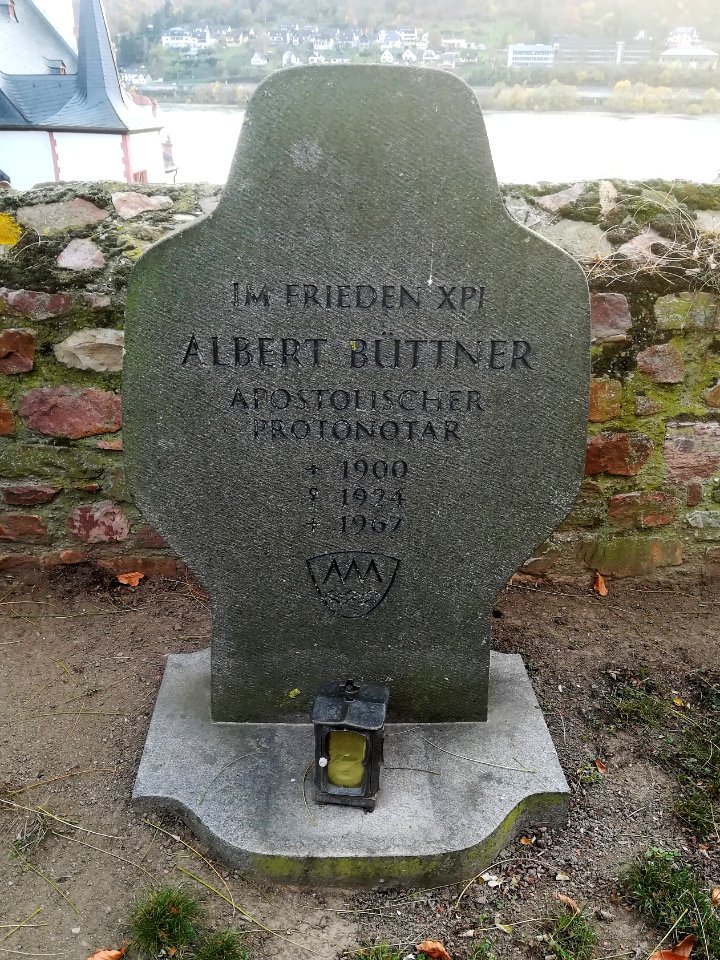 IM FRIEDEN XPI
ALBERT BÜTTNER
APOSTOLISCHER
PROTONOTAR
+ 1900
1924
+ 1967